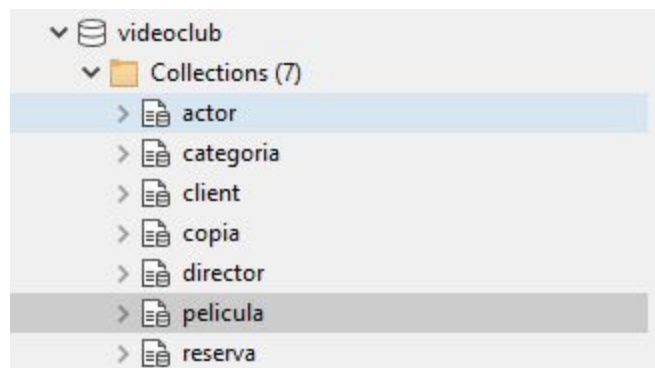 videoclub
Collections (7)
actor
categoria
client
copia
director
pelicula
reserva